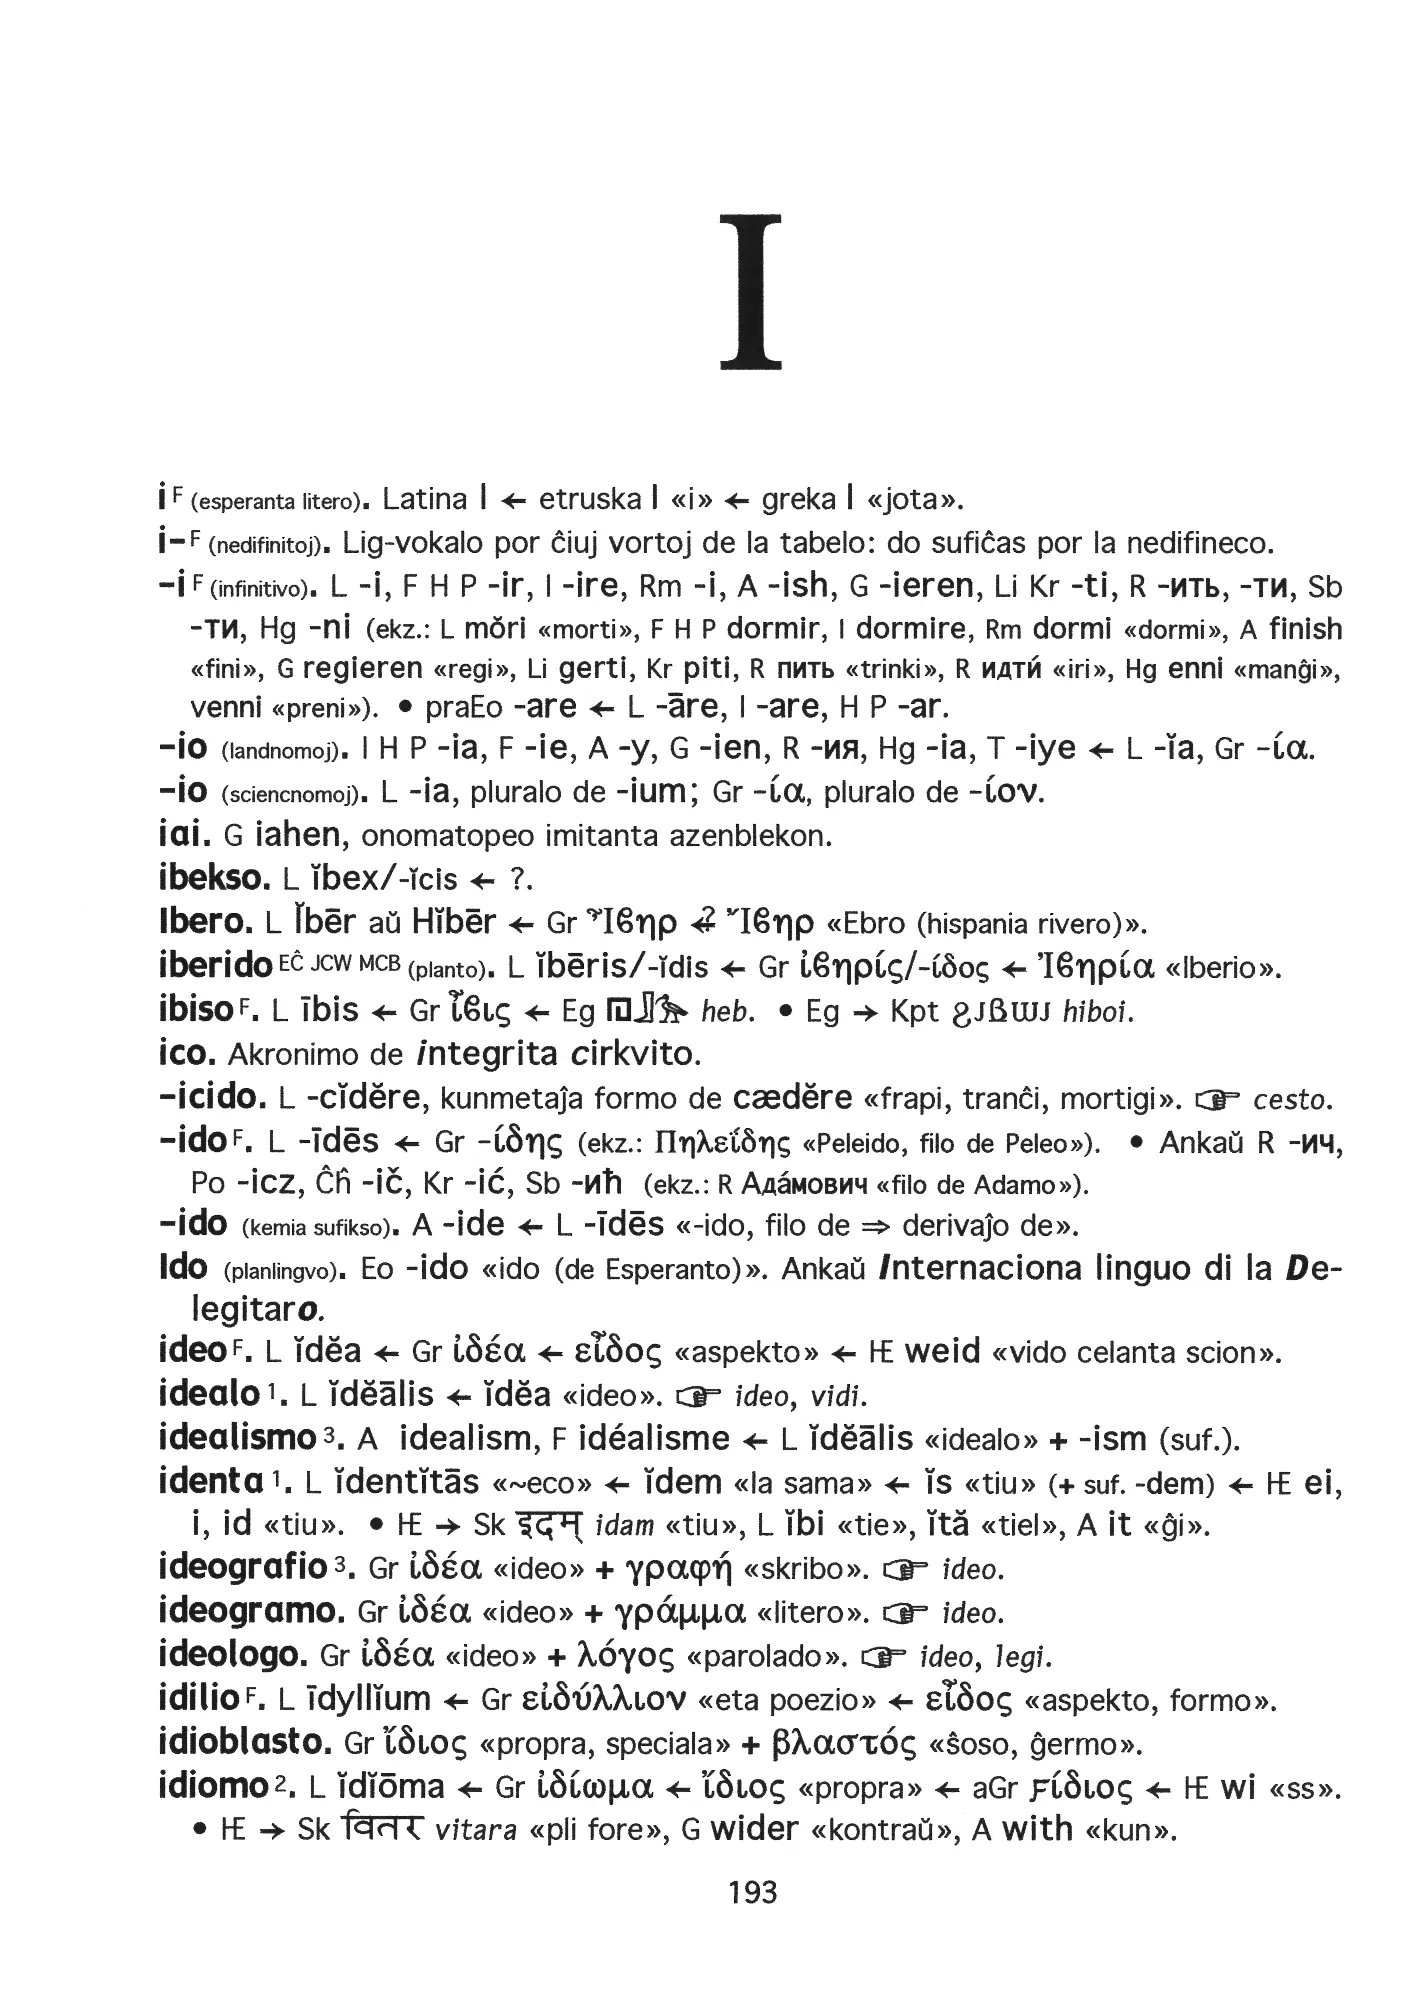 I
i F (esperanta litero). Latina I ← etruska I «i» ← greka I «jota».
i– F (nedifinitoj). Lig-vokalo por ĉiuj vortoj de la tabelo: do sufiĉas por la nedifineco.
–i F (infinitivo). L -i, F H P -ir, I -ire, Rm -i, A -ish, G -ieren, Li Kr -ti, R -ить, -ти, Sb
-ти, Hg -ni (ekz.: L mŏri «morti», F H P dormir, I dormire, Rm dormi «dormi», A finish
«fini», G regieren «regi», Li gerti, Kr piti, R пить «trinki», R идти́ «iri», Hg enni «manĝi»,
venni «preni»). • praEo -are ← L -āre, I -are, H P -ar.
–io (landnomoj). I H P -ia, F -ie, A -y, G -ien, R -ия, Hg -ia, T -iye ← L -ĭa, Gr -ία.
–io (sciencnomoj). L -ia, pluralo de -ium; Gr -ία, pluralo de -ίον.
iai. G iahen, onomatopeo imitanta azenblekon.
ibekso. L ĭbex/-ĭcis ← ?.
Ibero. L Ĭbēr aŭ Hĭbēr ← Gr Ἴϐηρ ←? Ἴϐηρ «Ebro (hispania rivero)».
iberido EĈ JCW MCB (planto). L ĭbēris/-ĭdis ← Gr ἰϐηρίς/-ίδος ← Ἰϐηρία «Iberio».
ibiso F. L ībis ← Gr ἶϐις ← Eg heb. • Eg → Kpt hiboi.
ico. Akronimo de integrita cirkvito.
–icido. L -cĭdĕre, kunmetaĵa formo de cædĕre «frapi, tranĉi, mortigi». ☞ cesto.
–ido F. L -īdēs ← Gr -ίδης (ekz.: Πηλεΐδης «Peleido, filo de Peleo»). • Ankaŭ R -ич,
Po -icz, Ĉĥ -ič, Kr -ić, Sb -ић (ekz.: R Ада́мович «filo de Adamo»).
–ido (kemia sufikso). A -ide ← L -īdēs «-ido, filo de ⇒ derivaĵo de».
Ido (planlingvo). Eo -ido «ido (de Esperanto)». Ankaŭ Internaciona linguo di la De-
legitaro.
ideo F. L ĭdĕa ← Gr ἰδέα ← εἶδος «aspekto» ← IE weid «vido celanta scion».
idealo 1. L ĭdĕālis ← ĭdĕa «ideo». ☞ ideo, vidi.
idealismo 3. A idealism, F idéalisme ← L ĭdĕālis «idealo» + -ism (suf.).
identa 1. L ĭdentĭtās «~eco» ← ĭdem «la sama» ← ĭs «tiu» (+ suf. -dem) ← IE ei,
i, id «tiu». • IE → Sk इदम् idam «tiu», L ĭbi «tie», ĭtă «tiel», A it «ĝi».
ideografio 3. Gr ἰδέα «ideo» + γραφή «skribo». ☞ ideo.
ideogramo. Gr ἰδέα «ideo» + γράμμα «litero». ☞ ideo.
ideologo. Gr ἰδέα «ideo» + λόγος «parolado». ☞ ideo, legi.
idilio F. L īdyllĭum ← Gr εἰδύλλιον «eta poezio» ← εἶδος «aspekto, formo».
idioblasto. Gr ἴδιος «propra, speciala» + βλαστός «ŝoso, ĝermo».
idiomo 2. L ĭdĭōma ← Gr ἰδίωμα ← ἴδιος «propra» ← aGr ϝίδιος ← IE wi «ss».
• IE → Sk वितर vitara «pli fore», G wider «kontraŭ», A with «kun».
193